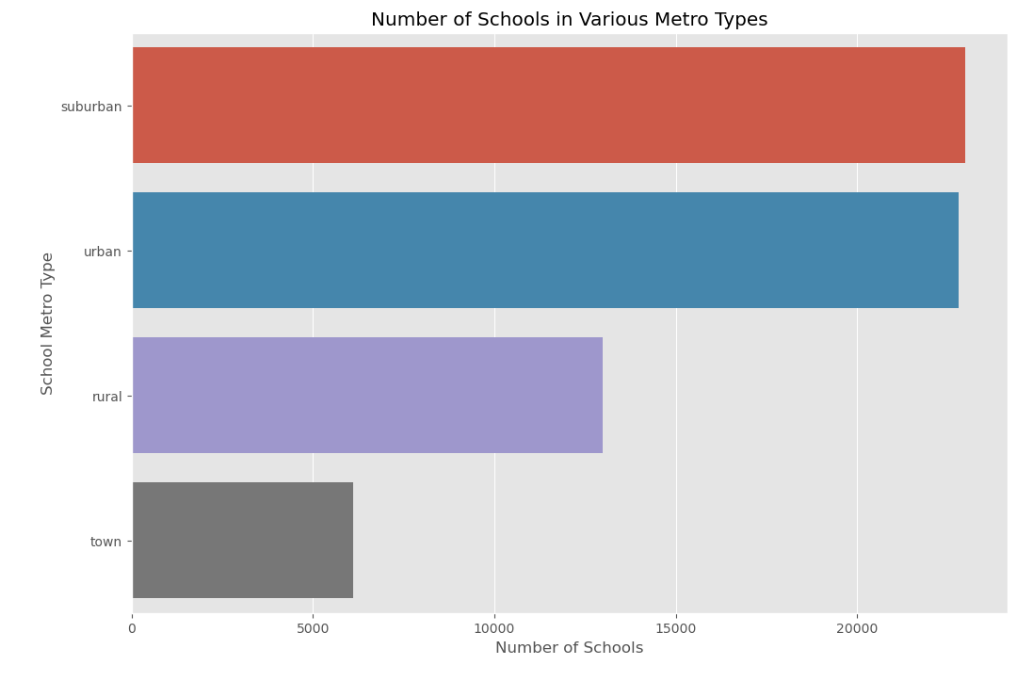 Number of Schools in Various Metro Types
School Metro Type
suburban
urban
rural
town
0 5000 10000 15000 20000
Number of Schools